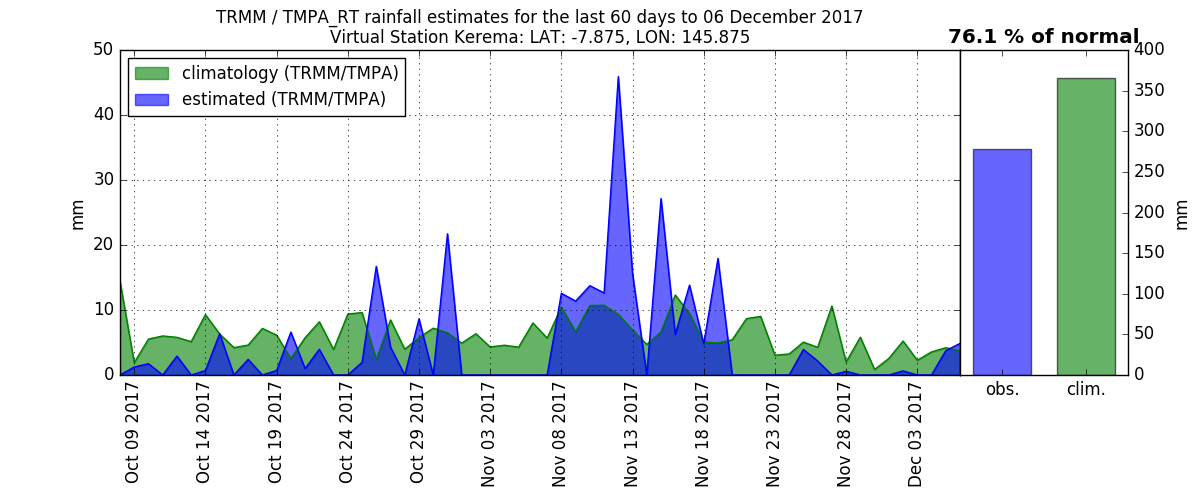 TRMM / TMPA_RT rainfall estimates for the last 60 days to 06 December 2017
Virtual Station Kerema: LAT: -7.875, LON: 145.875
76.1 % of normal
climatology (TRMM/TMPA)
estimated (TRMM/TMPA)
mm
50
40
30
20
10
0
Oct 09 2017
Oct 14 2017
Oct 19 2017
Oct 24 2017
Oct 29 2017
Nov 03 2017
Nov 08 2017
Nov 13 2017
Nov 18 2017
Nov 23 2017
Nov 28 2017
Dec 03 2017
obs.
clim.
400
350
300
250
200
150
100
50
0
mm